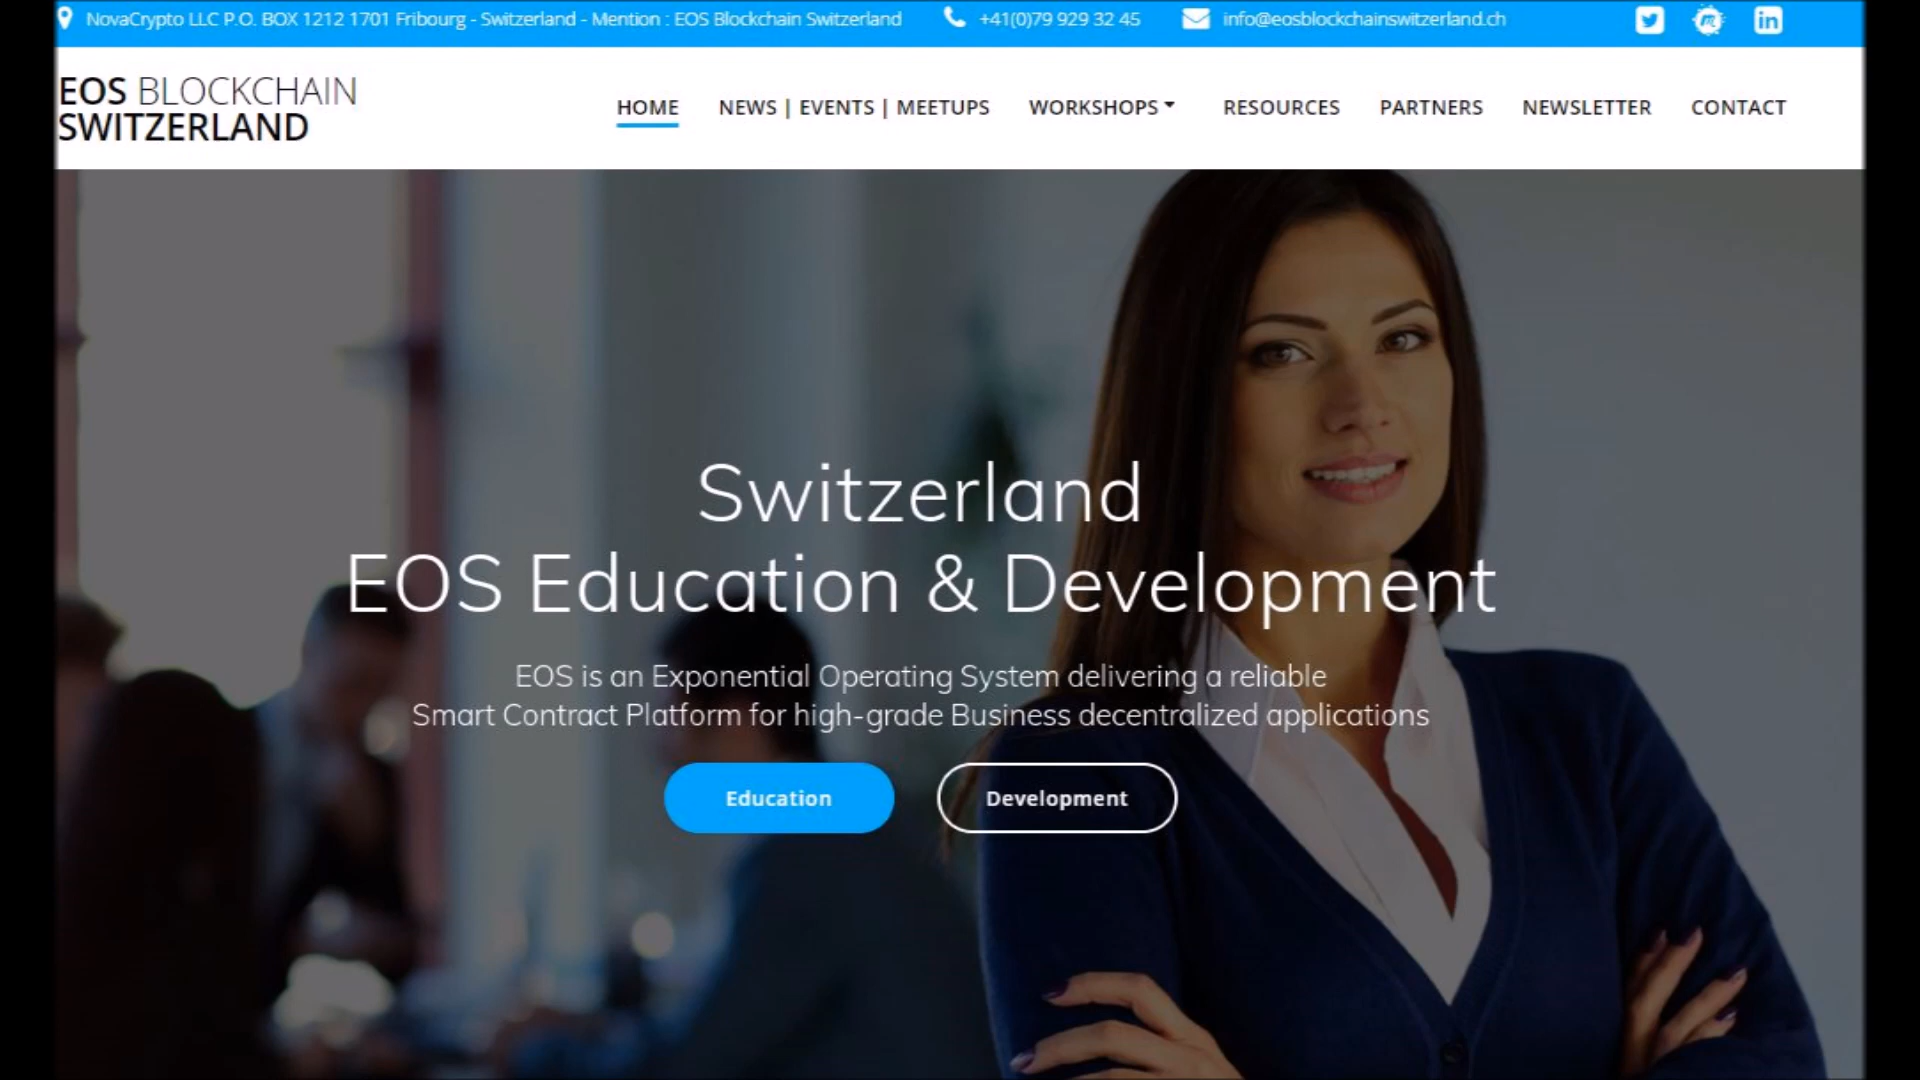 NovaCrypto LLC P.O. BOX 1212 1701 Fribourg - Switzerland - Mention : EOS Blockchain Switzerland
+41(0)79 929 32 45
info@eosblockchainswitzerland.ch
EOS BLOCKCHAIN
SWITZERLAND
HOME
NEWS | EVENTS | MEETUPS
WORKSHOPS
RESOURCES
PARTNERS
NEWSLETTER
CONTACT
Switzerland
EOS Education & Development
EOS is an Exponential Operating System delivering a reliable
Smart Contract Platform for high-grade Business decentralized applications
Education
Development